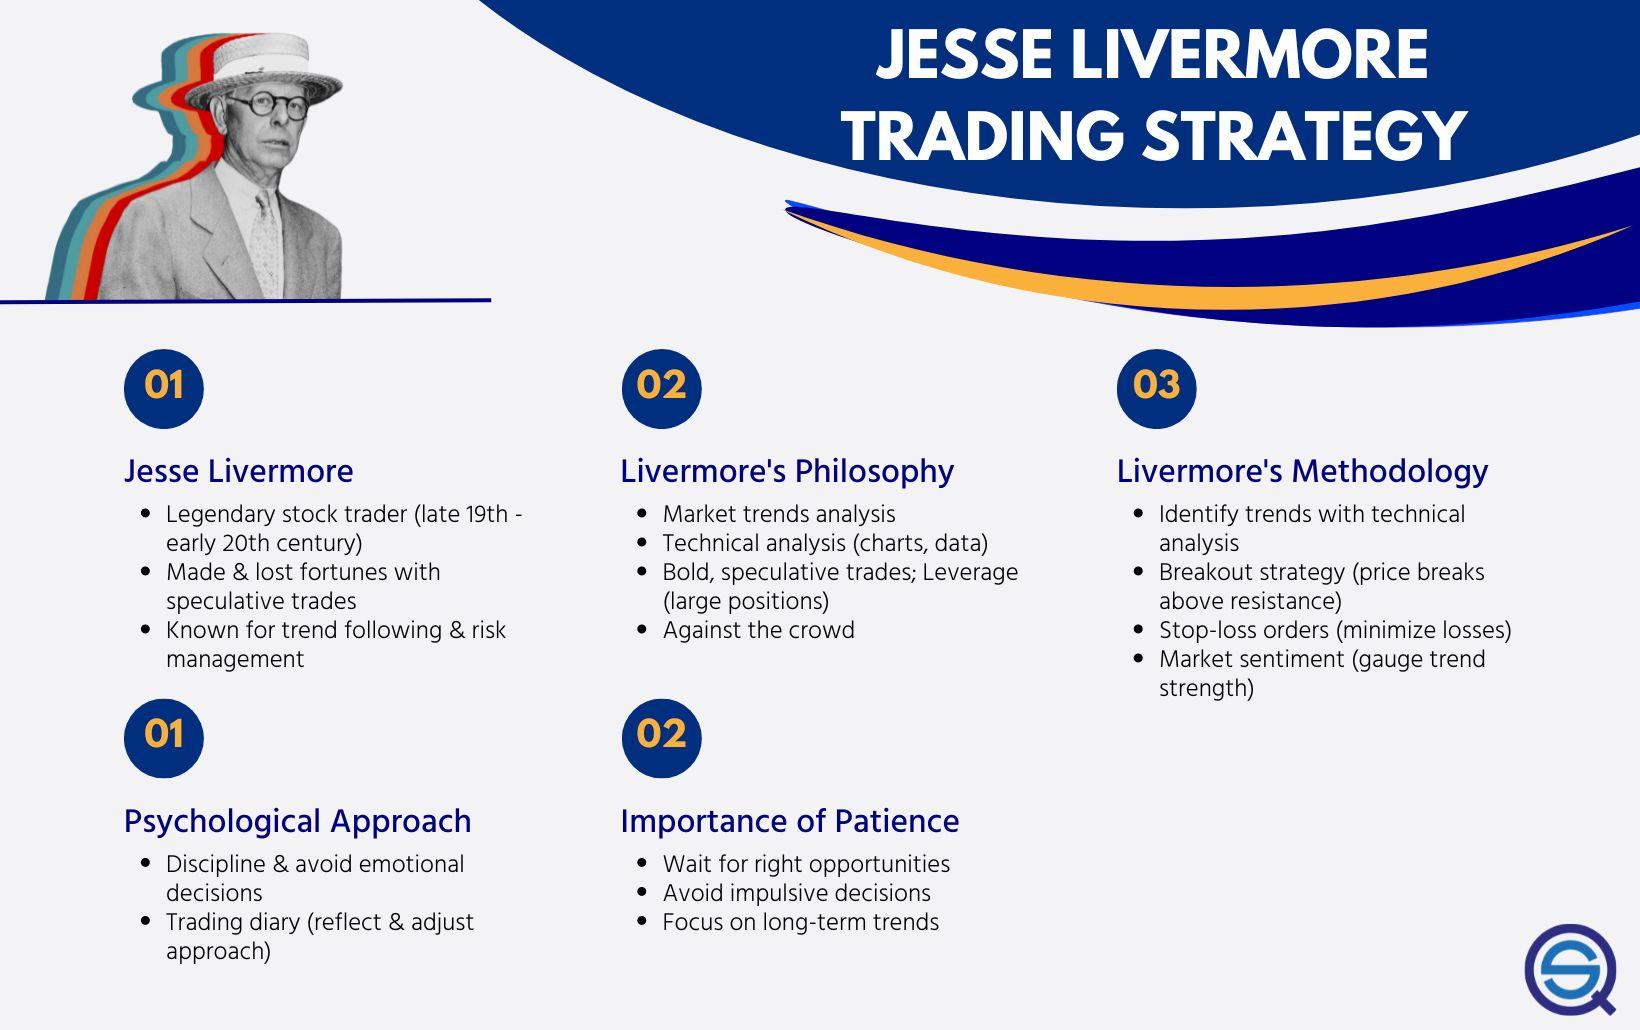 JESSE LIVERMORE
TRADING STRATEGY
01
Jesse Livermore
• Legendary stock trader (late 19th -
early 20th century)
• Made & lost fortunes with
speculative trades
• Known for trend following & risk
management
02
Livermore's Philosophy
• Market trends analysis
• Technical analysis (charts, data)
• Bold, speculative trades; Leverage
(large positions)
• Against the crowd
03
Livermore's Methodology
• Identify trends with technical
analysis
• Breakout strategy (price breaks
above resistance)
• Stop-loss orders (minimize losses)
• Market sentiment (gauge trend
strength)
01
Psychological Approach
• Discipline & avoid emotional
decisions
• Trading diary (reflect & adjust
approach)
02
Importance of Patience
• Wait for right opportunities
• Avoid impulsive decisions
• Focus on long-term trends